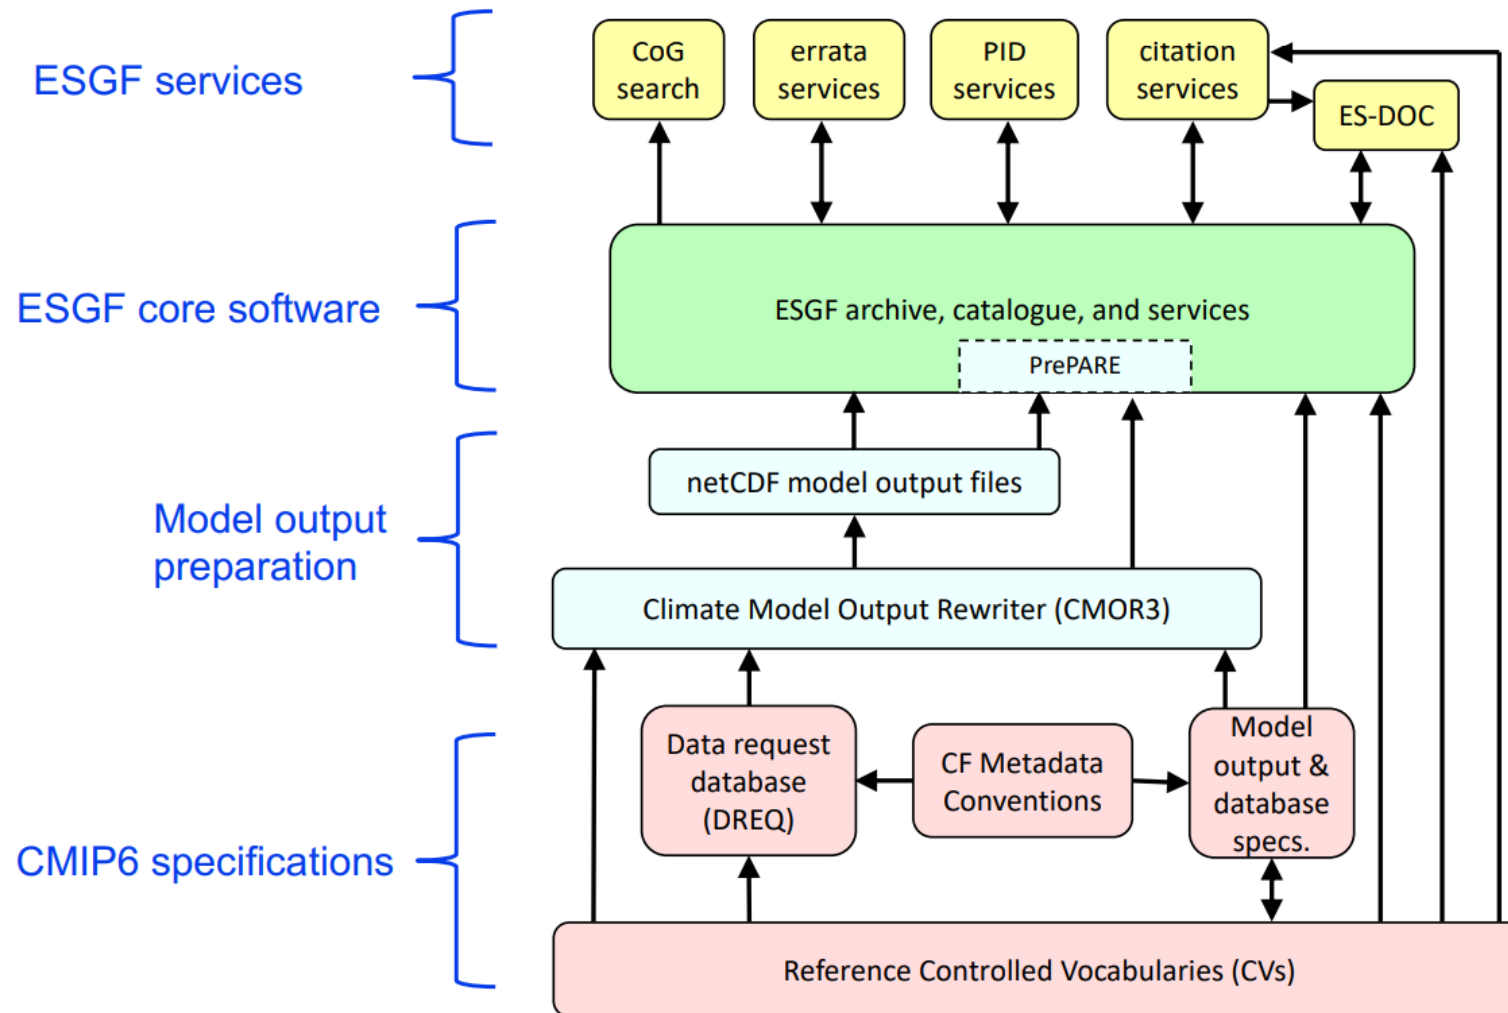 ESGF services
CoG
search
errata
services
PID
services
citation
services
ES-DOC
ESGF core software
ESGF archive, catalogue, and services
PrePARE
Model output
preparation
netCDF model output files
Climate Model Output Rewriter (CMOR3)
CMIP6 specifications
Data request
database
(DREQ)
CF Metadata
Conventions
Model
output &
database
specs.
Reference Controlled Vocabularies (CVs)